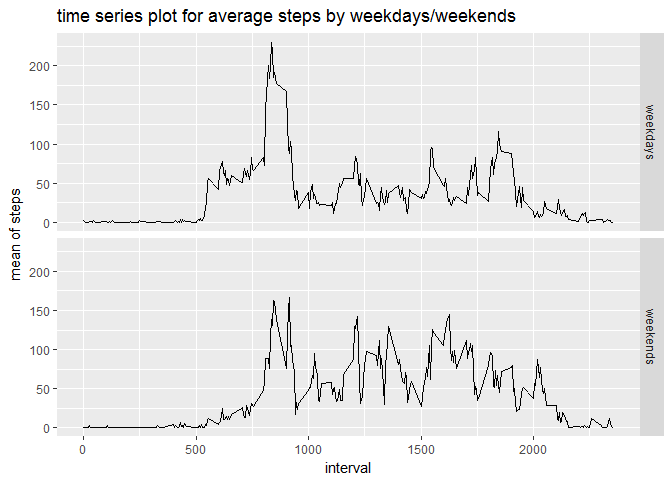 time series plot for average steps by weekdays/weekends
mean of steps
200
150
100
50
0
weekdays
200
150
100
50
0
weekends
0 500 1000 1500 2000
interval